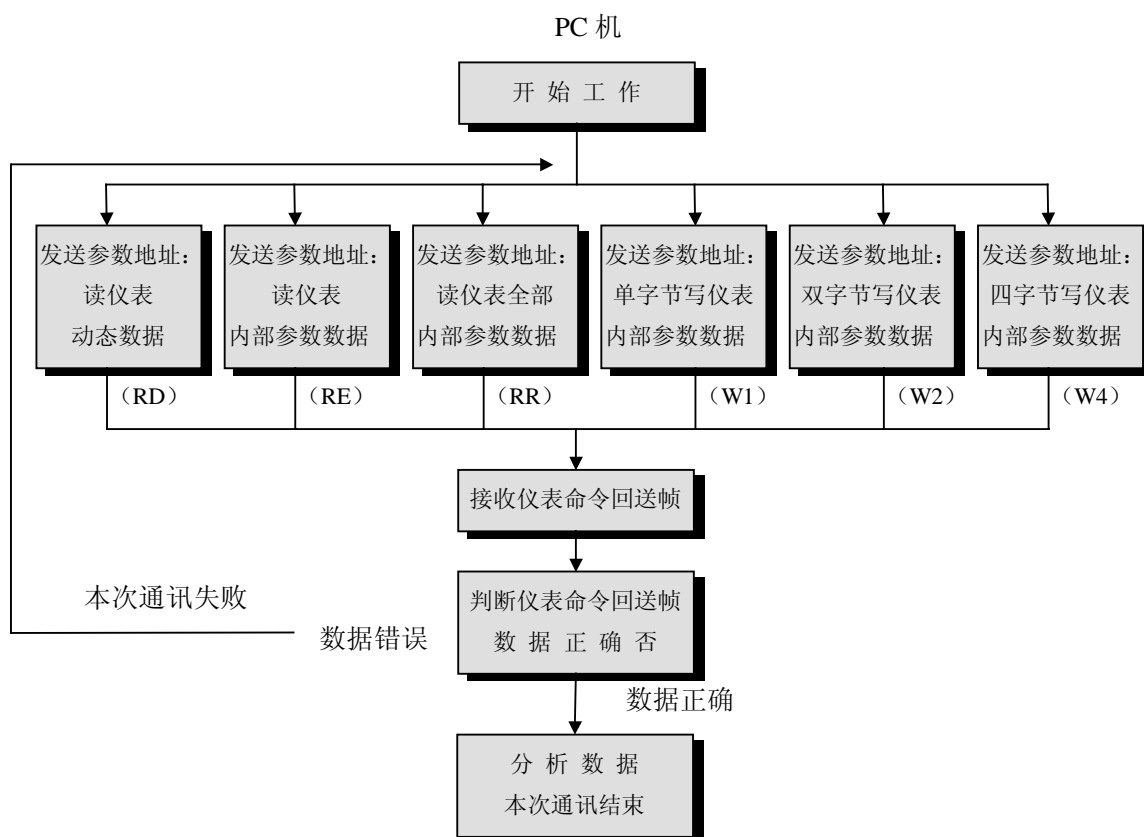 PC 机
开 始 工 作
发送参数地址：
读仪表
动态数据
（RD）
发送参数地址：
读仪表
内部参数数据
（RE）
发送参数地址：
读仪表全部
内部参数数据
（RR）
发送参数地址：
单字节写仪表
内部参数数据
（W1）
发送参数地址：
双字节写仪表
内部参数数据
（W2）
发送参数地址：
四字节写仪表
内部参数数据
（W4）
接收仪表命令回送帧
判断仪表命令回送帧
数 据 正 确 否
本次通讯失败
数据错误
数据正确
分 析 数 据
本次通讯结束